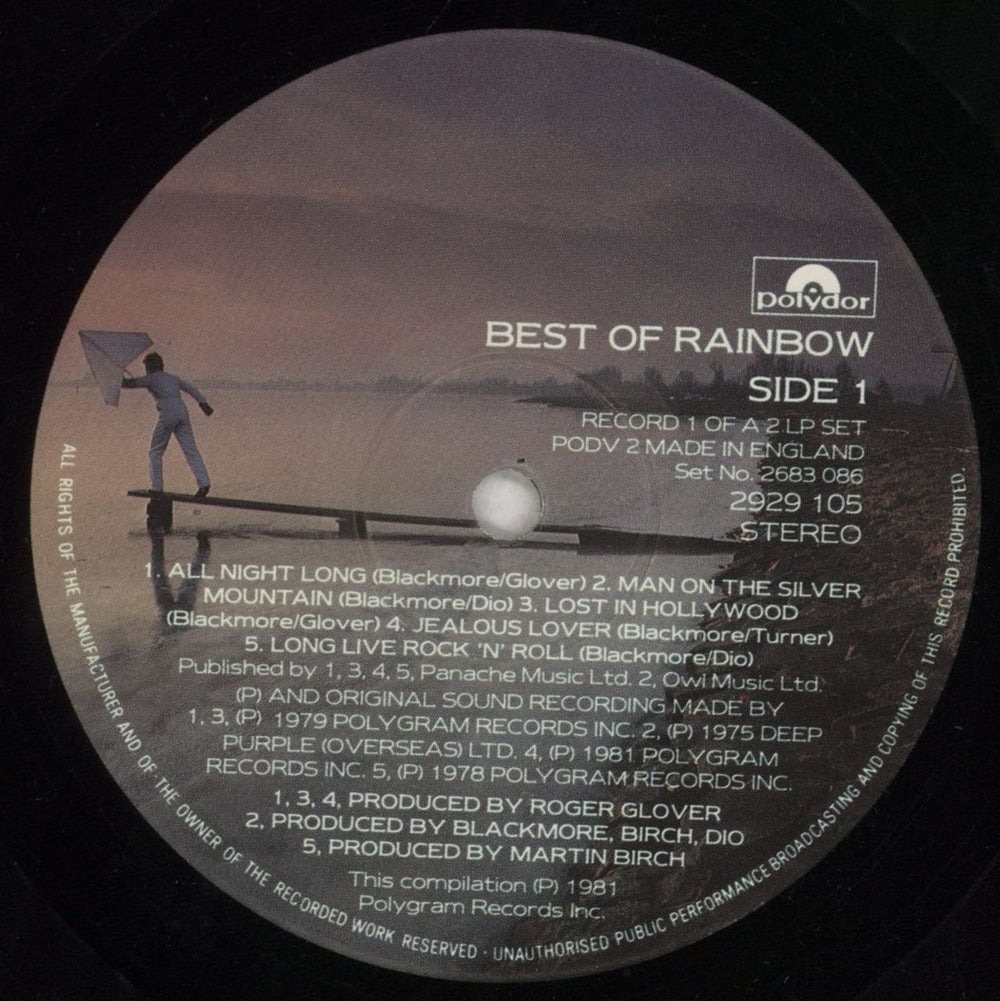 polydor
BEST OF RAINBOW
SIDE 1
RECORD 1 OF A 2 LP SET
PODV 2 MADE IN ENGLAND
Set No. 2683 086
2929 105
STEREO
1. ALL NIGHT LONG (Blackmore/Glover) 2. MAN ON THE SILVER
MOUNTAIN (Blackmore/Dio) 3. LOST IN HOLLYWOOD
(Blackmore/Glover) 4. JEALOUS LOVER (Blackmore/Turner)
5. LONG LIVE ROCK 'N' ROLL (Blackmore/Dio)
Published by 1, 3, 4, 5, Panache Music Ltd. 2, Owl Music Ltd.
(P) AND ORIGINAL SOUND RECORDING MADE BY
1, 3, (P) 1979 POLYGRAM RECORDS INC. 2, (P) 1975 DEEP
PURPLE (OVERSEAS) LTD. 4, (P) 1981 POLYGRAM
RECORDS INC. 5, (P) 1978 POLYGRAM RECORDS INC.
1, 3, 4, PRODUCED BY ROGER GLOVER
2, PRODUCED BY BLACKMORE, BIRCH, DIO
5, PRODUCED BY MARTIN BIRCH
This compilation (P) 1981
Polygram Records Inc.
ALL RIGHTS OF THE MANUFACTURER AND OF THE OWNER OF THE RECORDED WORK RESERVED · UNAUTHORISED PUBLIC PERFORMANCE BROADCASTING AND COPYING OF THIS RECORD PROHIBITED.